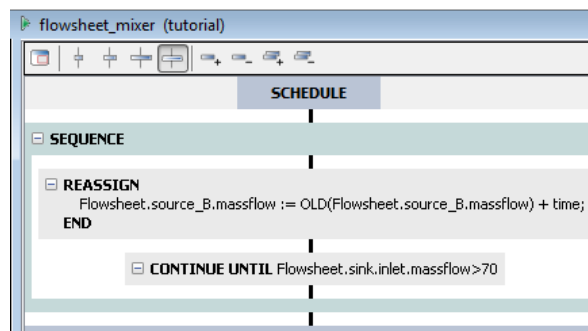 flowsheet_mixer (tutorial)
SCHEDULE
SEQUENCE
REASSIGN
Flowsheet.source_B.massflow := OLD(Flowsheet.source_B.massflow) + time;
END
CONTINUE UNTIL Flowsheet.sink.inlet.massflow>70